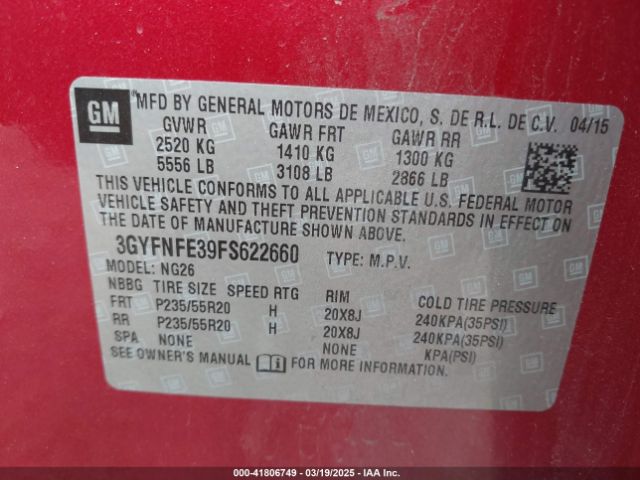 GM MFD BY GENERAL MOTORS DE MEXICO, S. DE R.L. DE C.V. 04/15
GVWR GAWR FRT GAWR RR
2520 KG 1410 KG 1300 KG
5556 LB 3108 LB 2866 LB
THIS VEHICLE CONFORMS TO ALL APPLICABLE U.S. FEDERAL MOTOR
VEHICLE SAFETY AND THEFT PREVENTION STANDARDS IN EFFECT ON
THE DATE OF MANUFACTURE SHOWN ABOVE.
3GYFNFE39FS622660 TYPE: M.P.V.
MODEL: NG26
NBBG TIRE SIZE SPEED RTG RIM COLD TIRE PRESSURE
FRT P235/55R20 H 20X8J 240KPA(35PSI)
RR P235/55R20 H 20X8J 240KPA(35PSI)
SPA NONE NONE KPA(PSI)
SEE OWNER'S MANUAL FOR MORE INFORMATION.
000-41806749 - 03/19/2025 - IAA Inc.